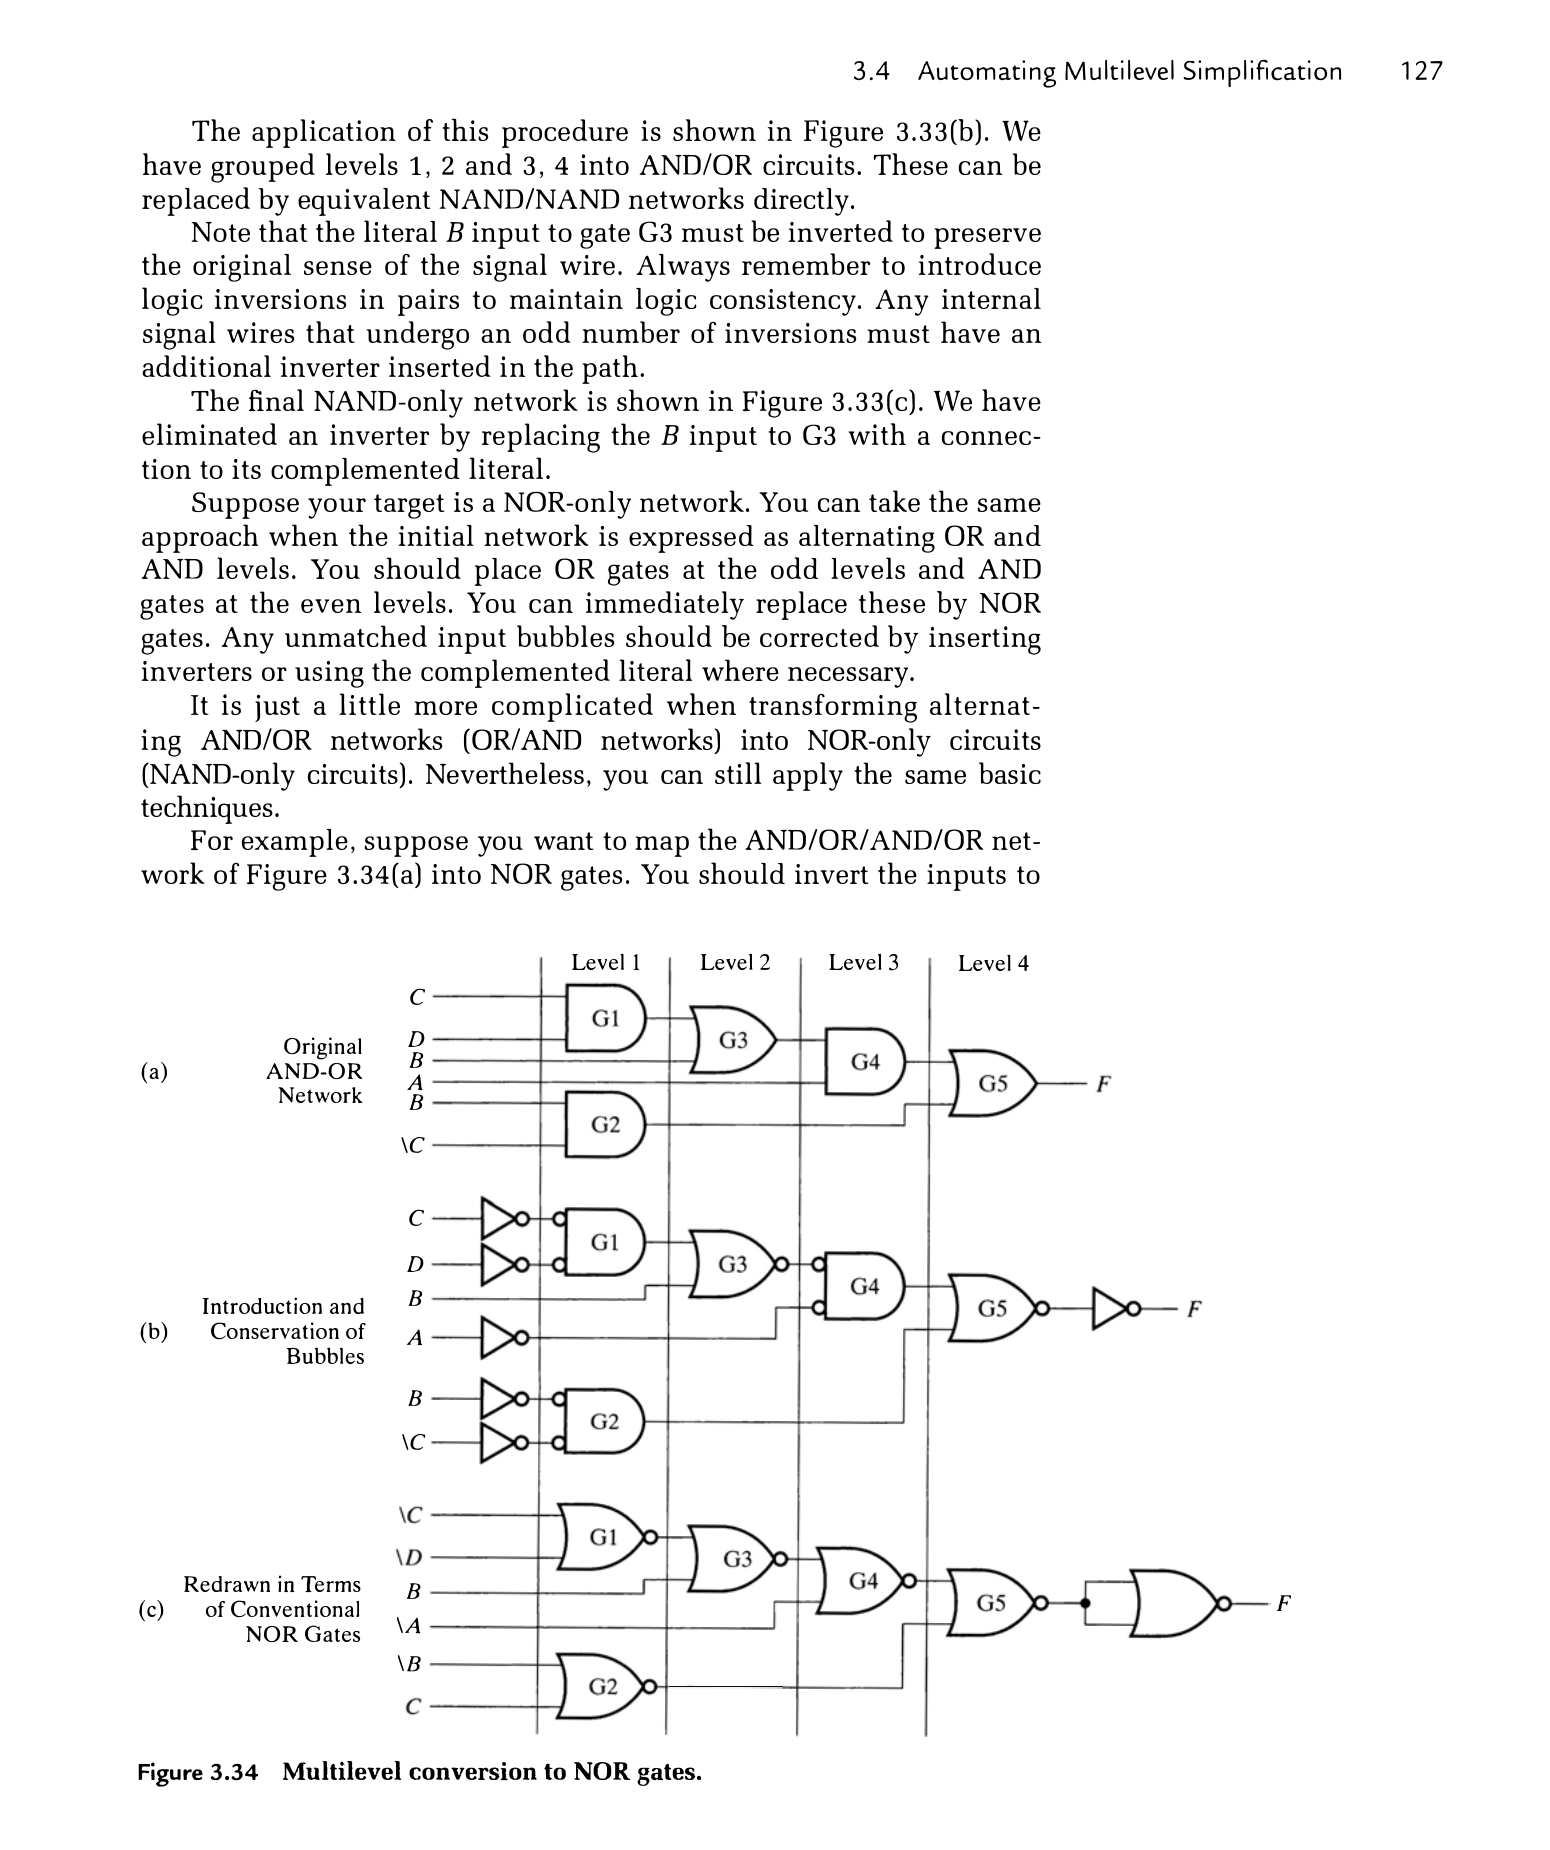 3.4 Automating Multilevel Simplification 127
The application of this procedure is shown in Figure 3.33(b). We
have grouped levels 1, 2 and 3, 4 into AND/OR circuits. These can be
replaced by equivalent NAND/NAND networks directly.
Note that the literal B input to gate G3 must be inverted to preserve
the original sense of the signal wire. Always remember to introduce
logic inversions in pairs to maintain logic consistency. Any internal
signal wires that undergo an odd number of inversions must have an
additional inverter inserted in the path.
The final NAND-only network is shown in Figure 3.33(c). We have
eliminated an inverter by replacing the B input to G3 with a connec-
tion to its complemented literal.
Suppose your target is a NOR-only network. You can take the same
approach when the initial network is expressed as alternating OR and
AND levels. You should place OR gates at the odd levels and AND
gates at the even levels. You can immediately replace these by NOR
gates. Any unmatched input bubbles should be corrected by inserting
inverters or using the complemented literal where necessary.
It is just a little more complicated when transforming alternat-
ing AND/OR networks (OR/AND networks) into NOR-only circuits
(NAND-only circuits). Nevertheless, you can still apply the same basic
techniques.
For example, suppose you want to map the AND/OR/AND/OR net-
work of Figure 3.34(a) into NOR gates. You should invert the inputs to
Level 1 Level 2 Level 3 Level 4
(a)
Original
AND-OR
Network
C
D
B
A
B
\C
G1
G3
G4
G5
G2
F
(b)
Introduction and
Conservation of
Bubbles
C
D
B
A
B
\C
G1
G3
G4
G5
G2
F
(c)
Redrawn in Terms
of Conventional
NOR Gates
\C
\D
B
\A
\B
C
G1
G3
G4
G5
G2
F
Figure 3.34 Multilevel conversion to NOR gates.